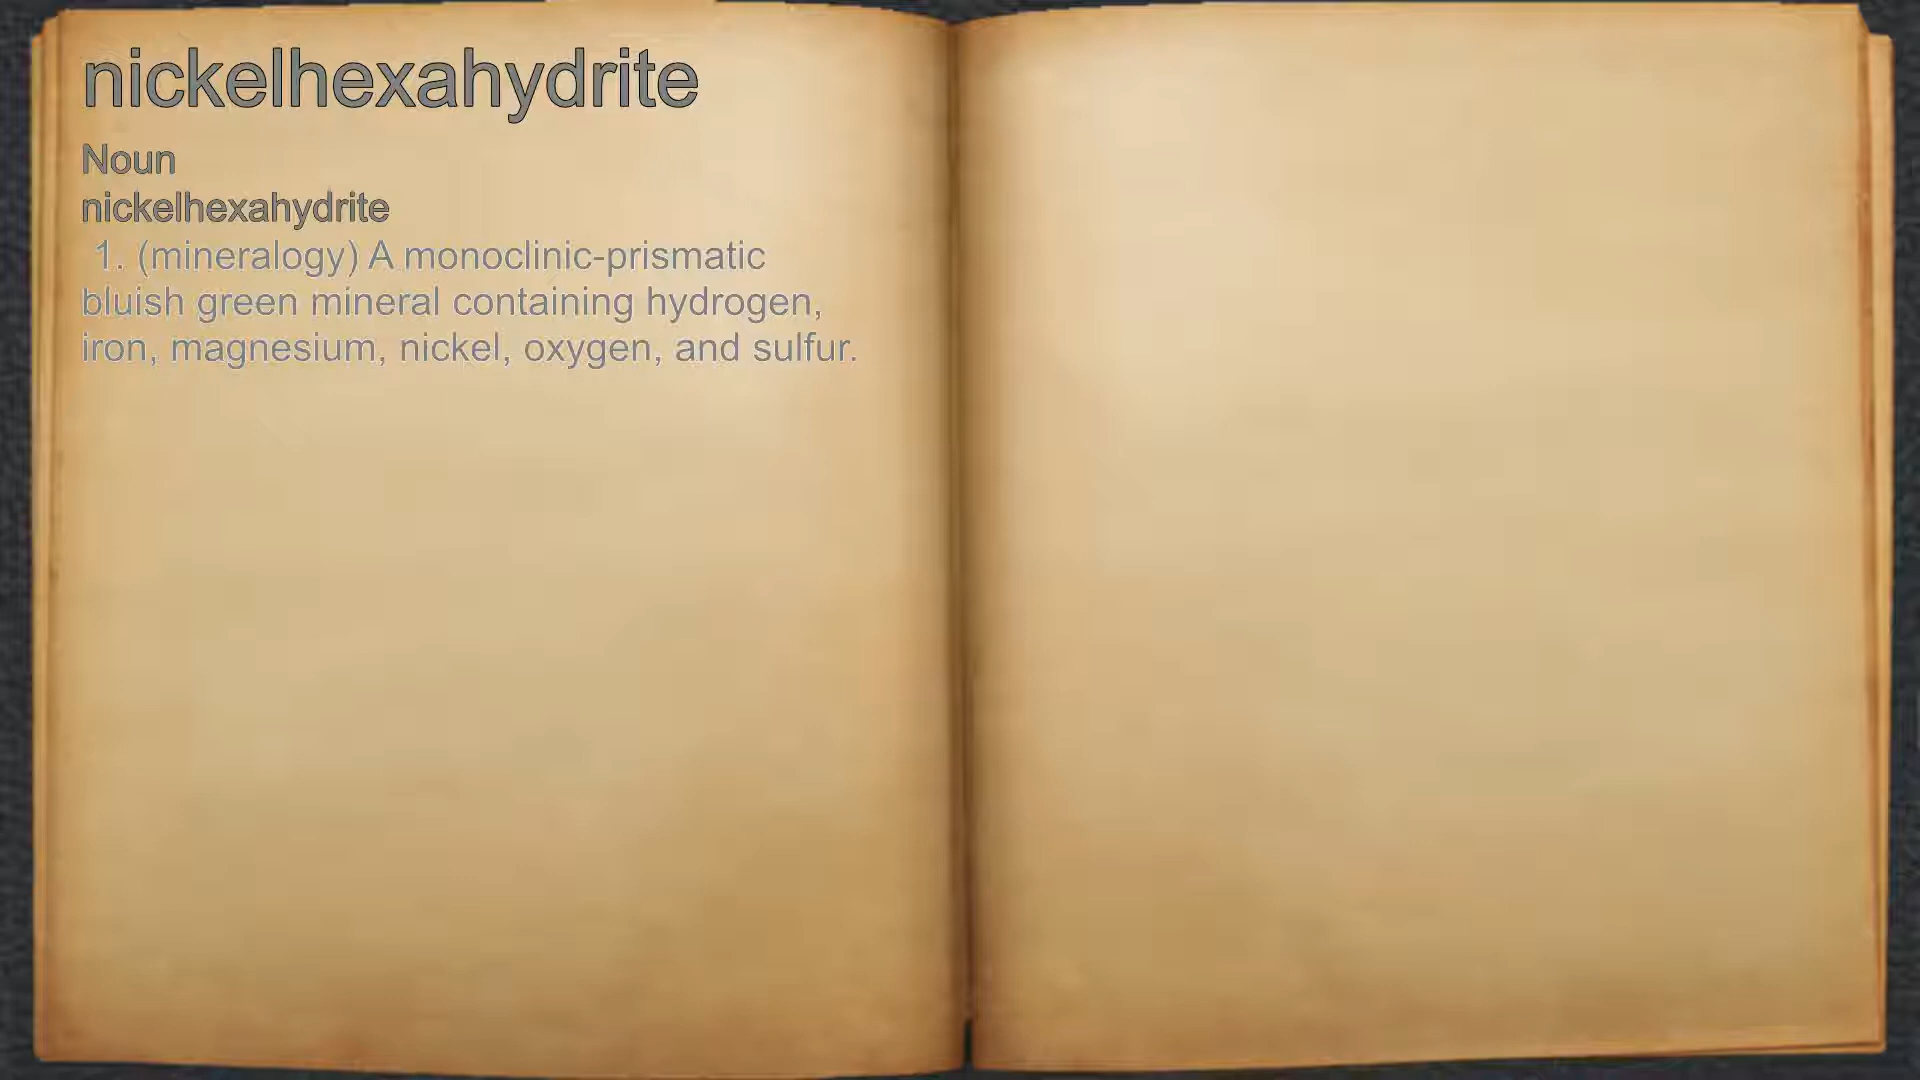 nickelhexahydrite
Noun
nickelhexahydrite
1. (mineralogy) A monoclinic-prismatic
bluish green mineral containing hydrogen,
iron, magnesium, nickel, oxygen, and sulfur.